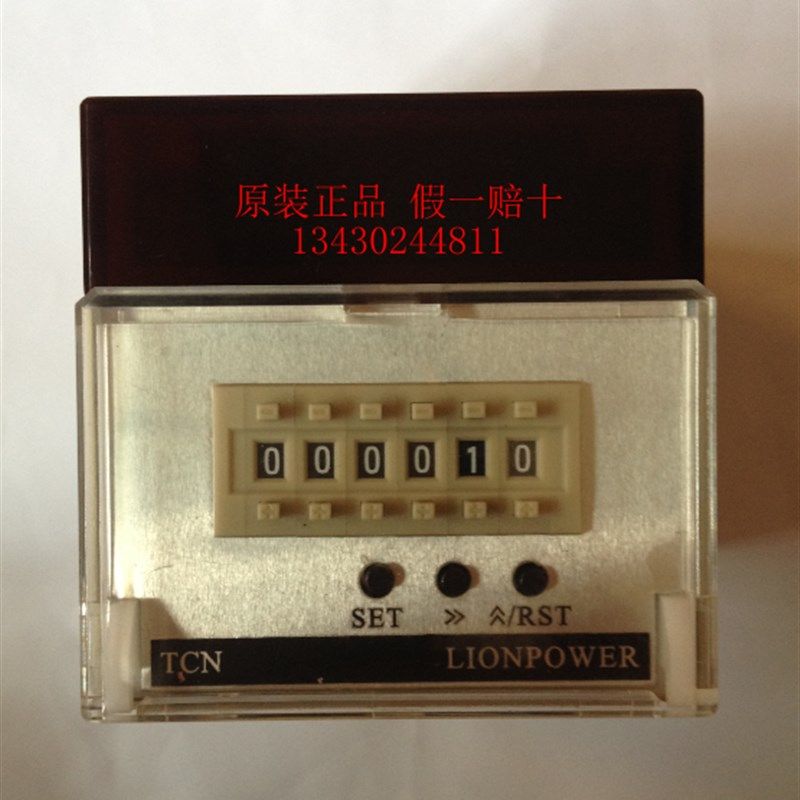 原装正品 假一赔十
13430244811
000010
SET » ︽/RST
TCN LIONPOWER